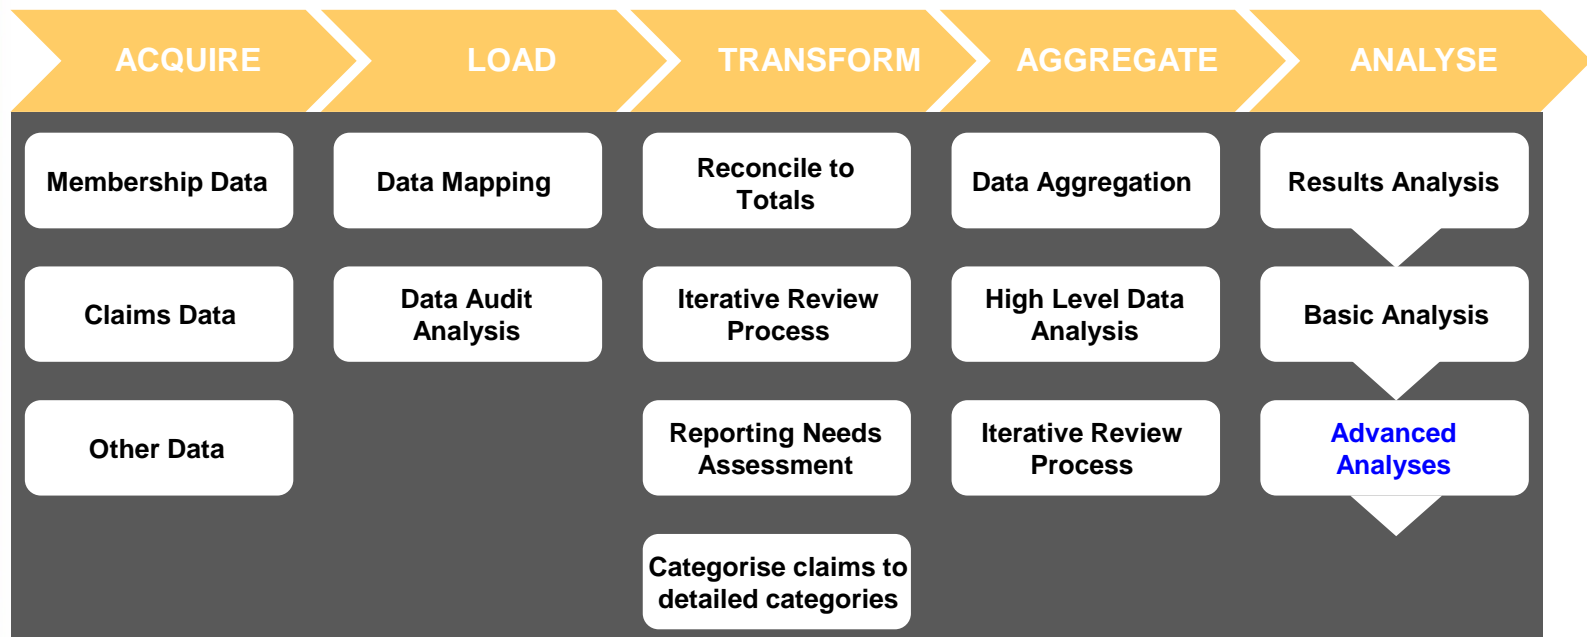 ACQUIRE
LOAD
TRANSFORM
AGGREGATE
ANALYSE
Membership Data
Data Mapping
Reconcile to
Totals
Data Aggregation
Results Analysis
Claims Data
Data Audit
Analysis
Iterative Review
Process
High Level Data
Analysis
Basic Analysis
Other Data
Reporting Needs
Assessment
Iterative Review
Process
Advanced
Analyses
Categorise claims to
detailed categories